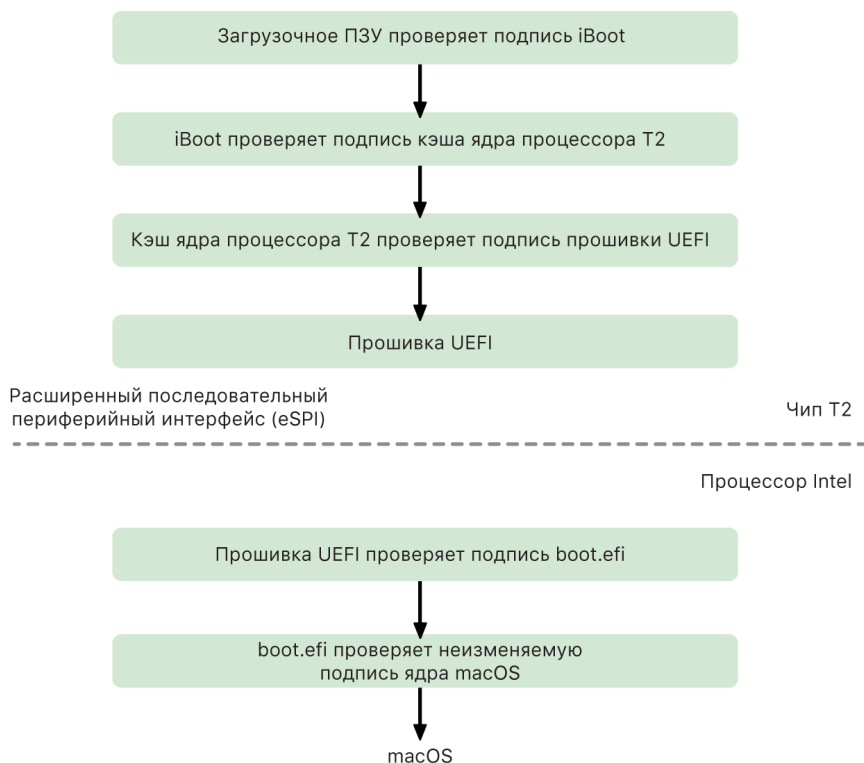 Загрузочное ПЗУ проверяет подпись iBoot
iBoot проверяет подпись кэша ядра процессора T2
Кэш ядра процессора T2 проверяет подпись прошивки UEFI
Прошивка UEFI
Расширенный последовательный
периферийный интерфейс (eSPI)
Чип T2
Процессор Intel
Прошивка UEFI проверяет подпись boot.efi
boot.efi проверяет неизменяемую
подпись ядра macOS
macOS